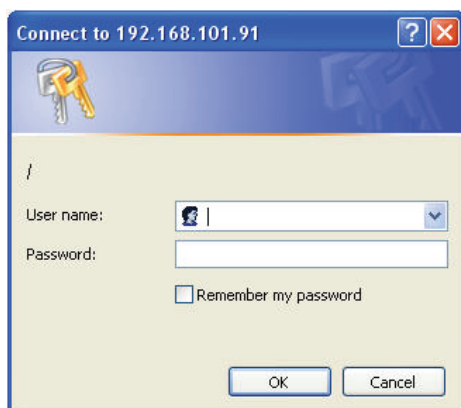 Connect to 192.168.101.91
/
User name:
Password:
Remember my password
OK Cancel